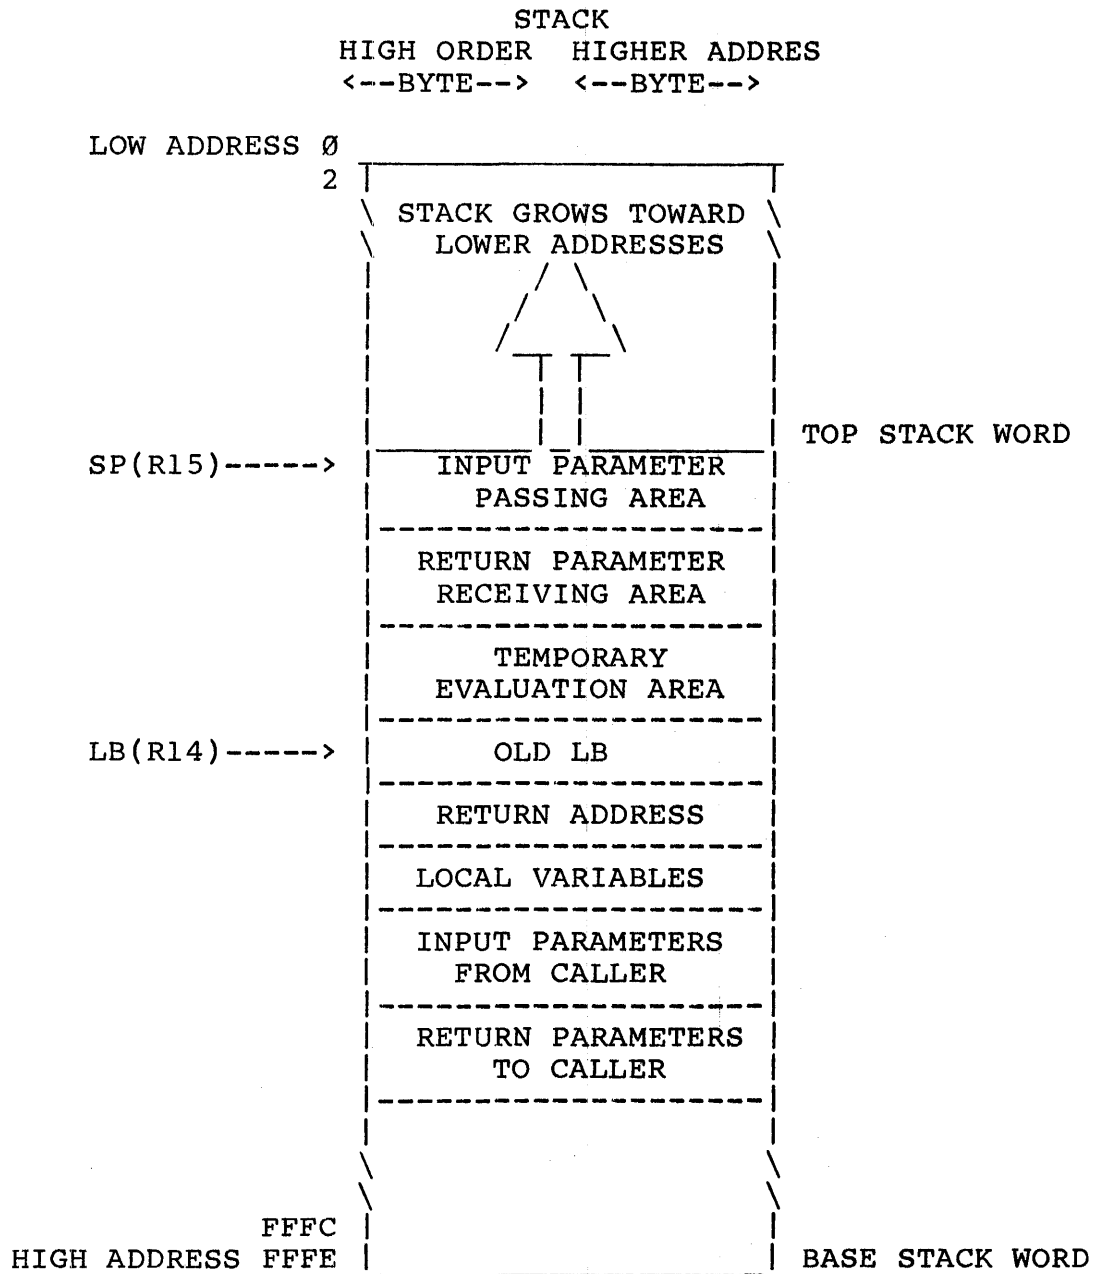 STACK
HIGH ORDER HIGHER ADDRES
<--BYTE--> <--BYTE-->
LOW ADDRESS Ø
2
STACK GROWS TOWARD
LOWER ADDRESSES
TOP STACK WORD
SP(R15)-----> INPUT PARAMETER
PASSING AREA
RETURN PARAMETER
RECEIVING AREA
TEMPORARY
EVALUATION AREA
LB(R14)-----> OLD LB
RETURN ADDRESS
LOCAL VARIABLES
INPUT PARAMETERS
FROM CALLER
RETURN PARAMETERS
TO CALLER
FFFC
HIGH ADDRESS FFFE BASE STACK WORD